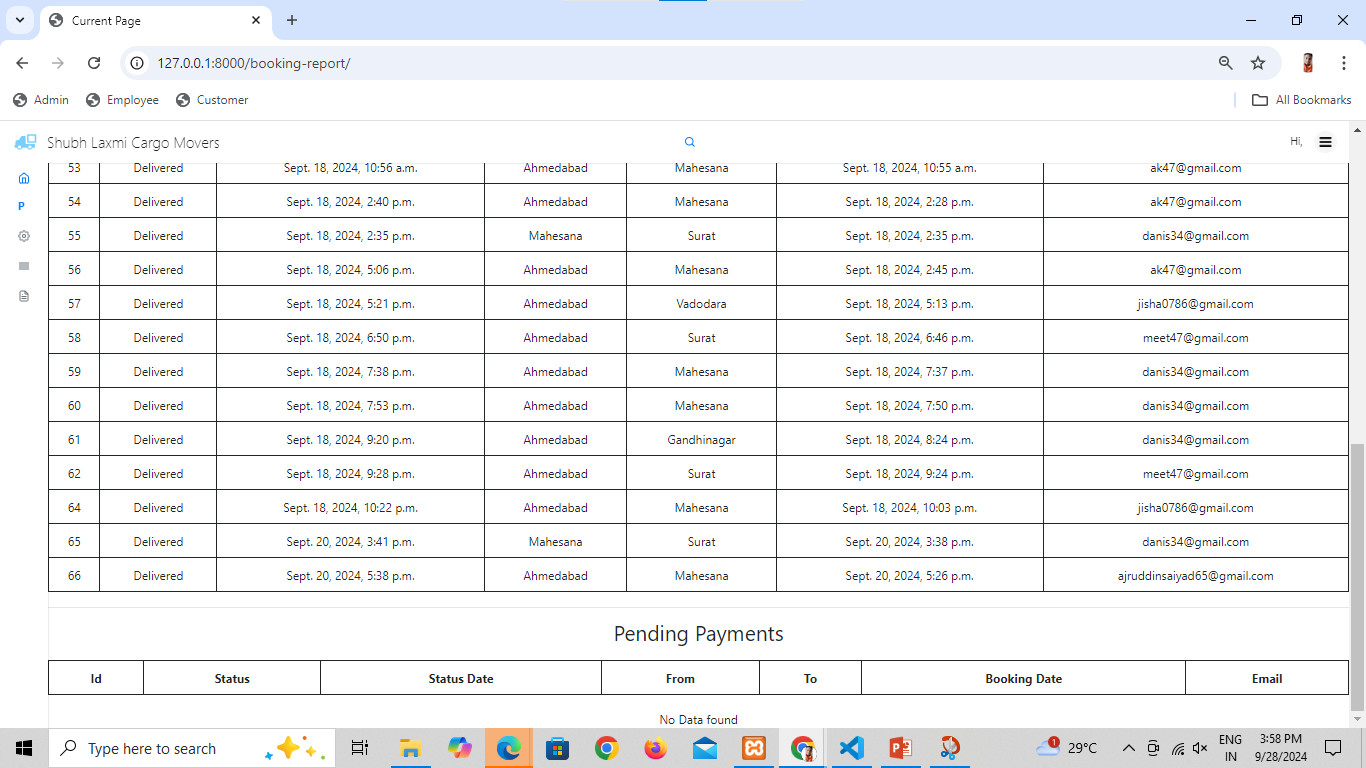 Current Page
127.0.0.1:8000/booking-report/
Admin Employee Customer All Bookmarks
Shubh Laxmi Cargo Movers Hi,
P
53 Delivered Sept. 18, 2024, 10:56 a.m. Ahmedabad Mahesana Sept. 18, 2024, 10:55 a.m. ak47@gmail.com
54 Delivered Sept. 18, 2024, 2:40 p.m. Ahmedabad Mahesana Sept. 18, 2024, 2:28 p.m. ak47@gmail.com
55 Delivered Sept. 18, 2024, 2:35 p.m. Mahesana Surat Sept. 18, 2024, 2:35 p.m. danis34@gmail.com
56 Delivered Sept. 18, 2024, 5:06 p.m. Ahmedabad Mahesana Sept. 18, 2024, 2:45 p.m. ak47@gmail.com
57 Delivered Sept. 18, 2024, 5:21 p.m. Ahmedabad Vadodara Sept. 18, 2024, 5:13 p.m. jisha0786@gmail.com
58 Delivered Sept. 18, 2024, 6:50 p.m. Ahmedabad Surat Sept. 18, 2024, 6:46 p.m. meet47@gmail.com
59 Delivered Sept. 18, 2024, 7:38 p.m. Ahmedabad Mahesana Sept. 18, 2024, 7:37 p.m. danis34@gmail.com
60 Delivered Sept. 18, 2024, 7:53 p.m. Ahmedabad Mahesana Sept. 18, 2024, 7:50 p.m. danis34@gmail.com
61 Delivered Sept. 18, 2024, 9:20 p.m. Ahmedabad Gandhinagar Sept. 18, 2024, 8:24 p.m. danis34@gmail.com
62 Delivered Sept. 18, 2024, 9:28 p.m. Ahmedabad Surat Sept. 18, 2024, 9:24 p.m. meet47@gmail.com
64 Delivered Sept. 18, 2024, 10:22 p.m. Ahmedabad Mahesana Sept. 18, 2024, 10:03 p.m. jisha0786@gmail.com
65 Delivered Sept. 20, 2024, 3:41 p.m. Mahesana Surat Sept. 20, 2024, 3:38 p.m. danis34@gmail.com
66 Delivered Sept. 20, 2024, 5:38 p.m. Ahmedabad Mahesana Sept. 20, 2024, 5:26 p.m. ajruddinsaiyad65@gmail.com
Pending Payments
Id Status Status Date From To Booking Date Email
No Data found
Type here to search 1 29°C ENG 3:58 PM
IN 9/28/2024